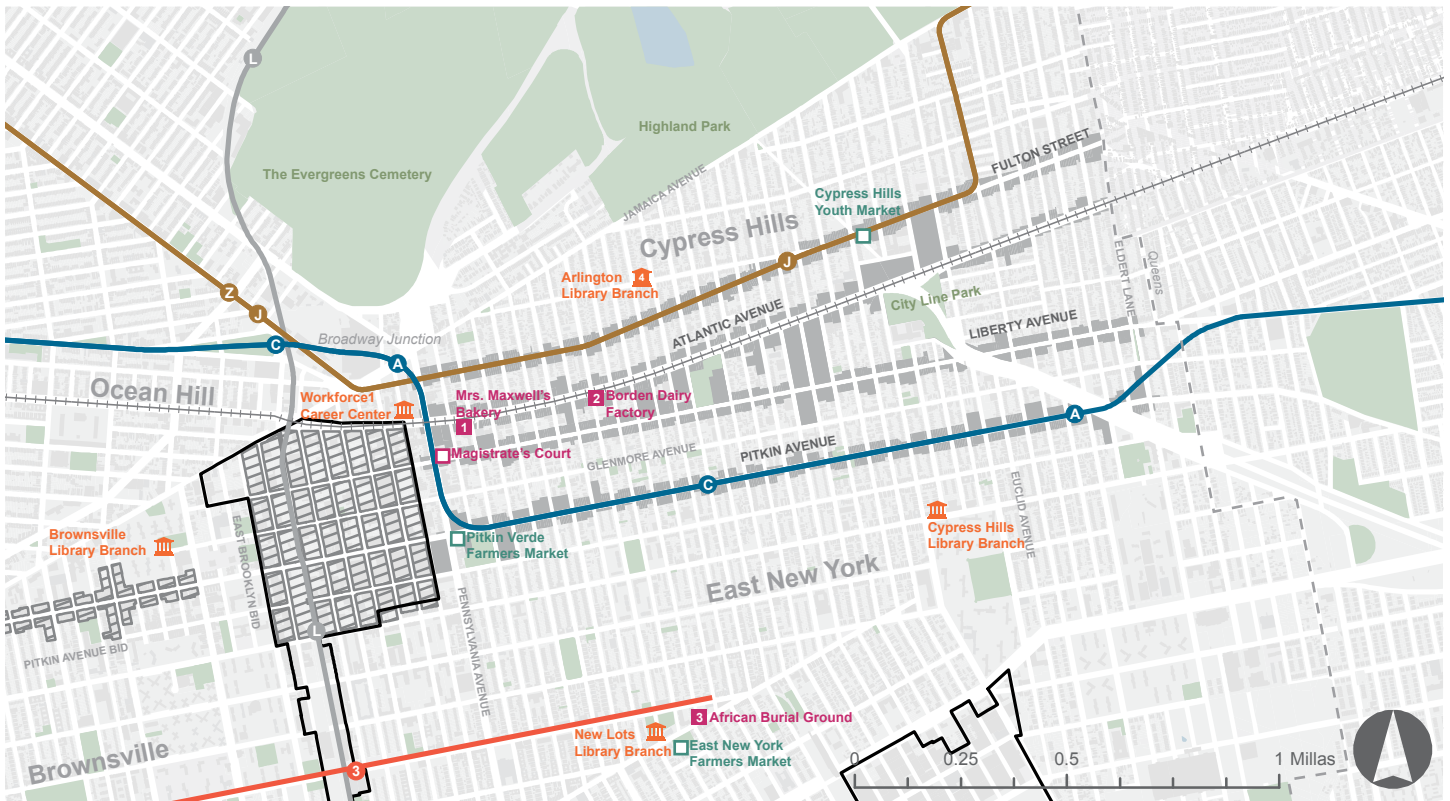 L
Highland Park
The Evergreens Cemetery
JAMAICA AVENUE
FULTON STREET
Cypress Hills
Youth Market
Cypress Hills
Arlington
Library Branch
4
J
Z
J
City Line Park
ELDERT LANE
Queens
ATLANTIC AVENUE
LIBERTY AVENUE
Broadway Junction
C
A
Ocean Hill
Workforce1
Career Center
Mrs. Maxwell's
Bakery
1
2
Borden Dairy
Factory
Magistrate's Court
GLENMORE AVENUE
PITKIN AVENUE
A
C
EUCLID AVENUE
Cypress Hills
Library Branch
Brownsville
Library Branch
EAST BROOKLYN BID
Pitkin Verde
Farmers Market
East New York
PENNSYLVANIA AVENUE
L
PITKIN AVENUE BID
3 African Burial Ground
New Lots
Library Branch
East New York
Farmers Market
Brownsville
3
0 0.25 0.5 1 Millas